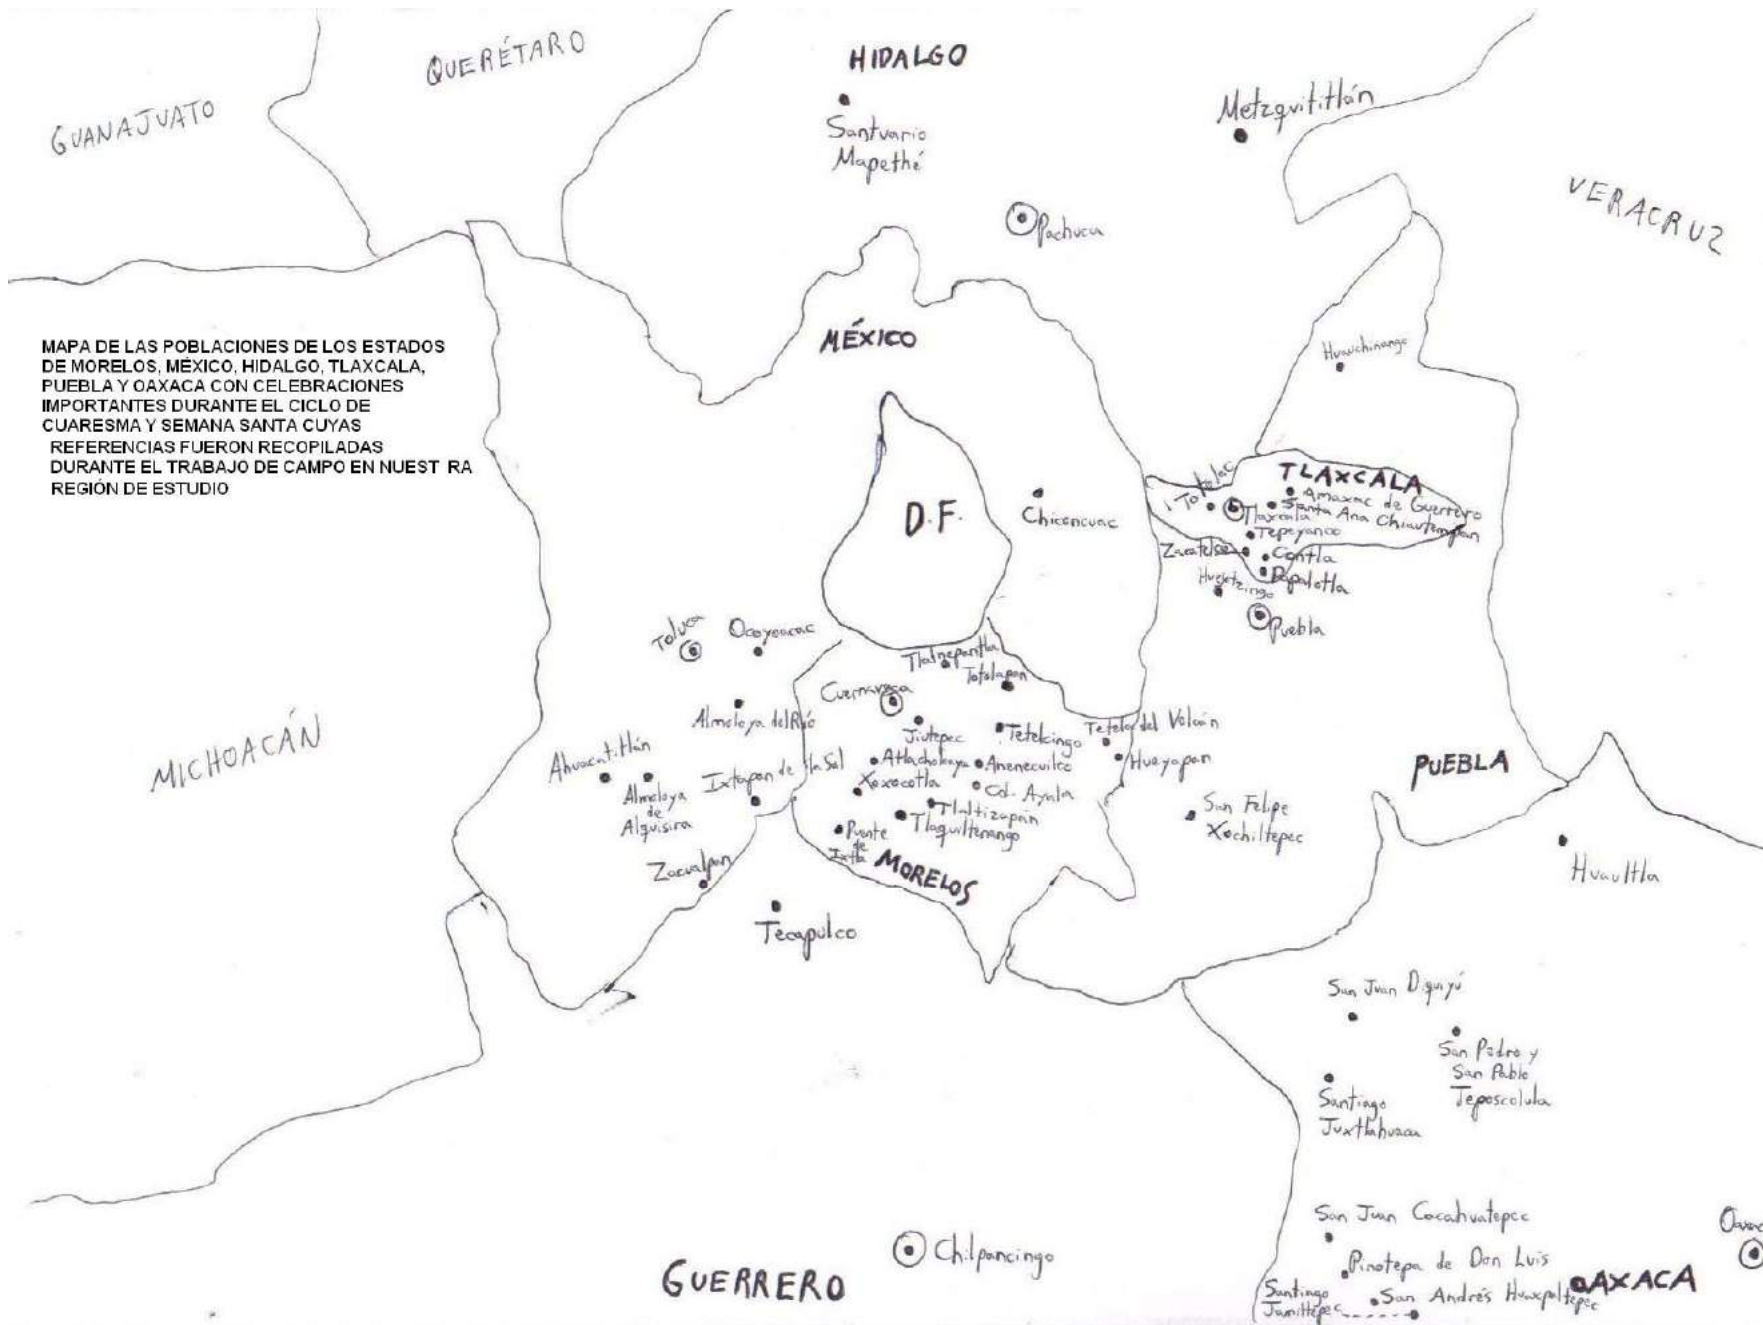 GUANAJUATO
QUERÉTARO
HIDALGO
Santuario
Mapethé
Metzquititlán
Pachuca
VERACRUZ
MAPA DE LAS POBLACIONES DE LOS ESTADOS
DE MORELOS, MÉXICO, HIDALGO, TLAXCALA,
PUEBLA Y OAXACA CON CELEBRACIONES
IMPORTANTES DURANTE EL CICLO DE
CUARESMA Y SEMANA SANTA CUYAS
REFERENCIAS FUERON RECOPILADAS
DURANTE EL TRABAJO DE CAMPO EN NUEST RA
REGIÓN DE ESTUDIO
MÉXICO
Huauchinango
D.F.
Chiconcuac
TLAXCALA
Totolac
Amaxac de Guerrero
Tlaxcala
Santa Ana Chiautempan
Tepeyanco
Zacatelco
Contla
Papalotla
Huejotzingo
Puebla
Toluca
Ocoyoacac
Tlalnepantla
Totolapan
Cuernavaca
Almoloya del Río
Jiutepec
Tetelcingo
Tetela del Volcán
Hueyapan
Ahuacatitlán
Almoloya
de
Alquisira
Ixtapan de la Sal
Atlacholoaya
Anenecuilco
Xoxocotla
Cd. Ayala
Tlaltizapán
Tlaquiltenango
Puente
de
Ixtla
MORELOS
San Felipe
Xochiltepec
PUEBLA
MICHOACÁN
Zacualpan
Tecapulco
Huaultla
San Juan Diquiyú
San Pedro y
San Pablo
Teposcolula
Santiago
Juxtlahuaca
San Juan Cacahuatepec
Pinotepa de Don Luis
Santiago
Jamiltepec
San Andrés Huaxpaltepec
Chilpancingo
GUERRERO
OAXACA